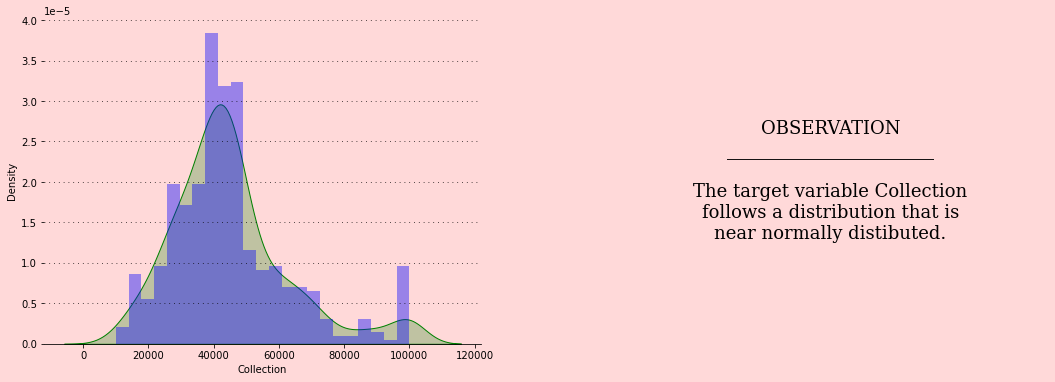 1e−5
4.0
3.5
3.0
2.5
2.0
1.5
1.0
0.5
0.0
Density
0 20000 40000 60000 80000 100000 120000
Collection
OBSERVATION
The target variable Collection
follows a distribution that is
near normally distibuted.